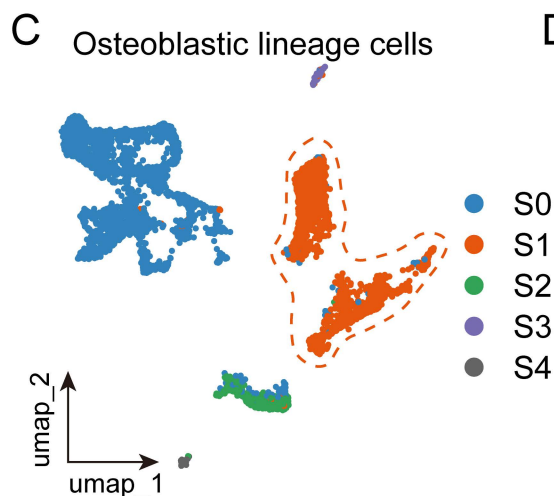 C
Osteoblastic lineage cells
S0
S1
S2
S3
S4
umap_2
umap_1